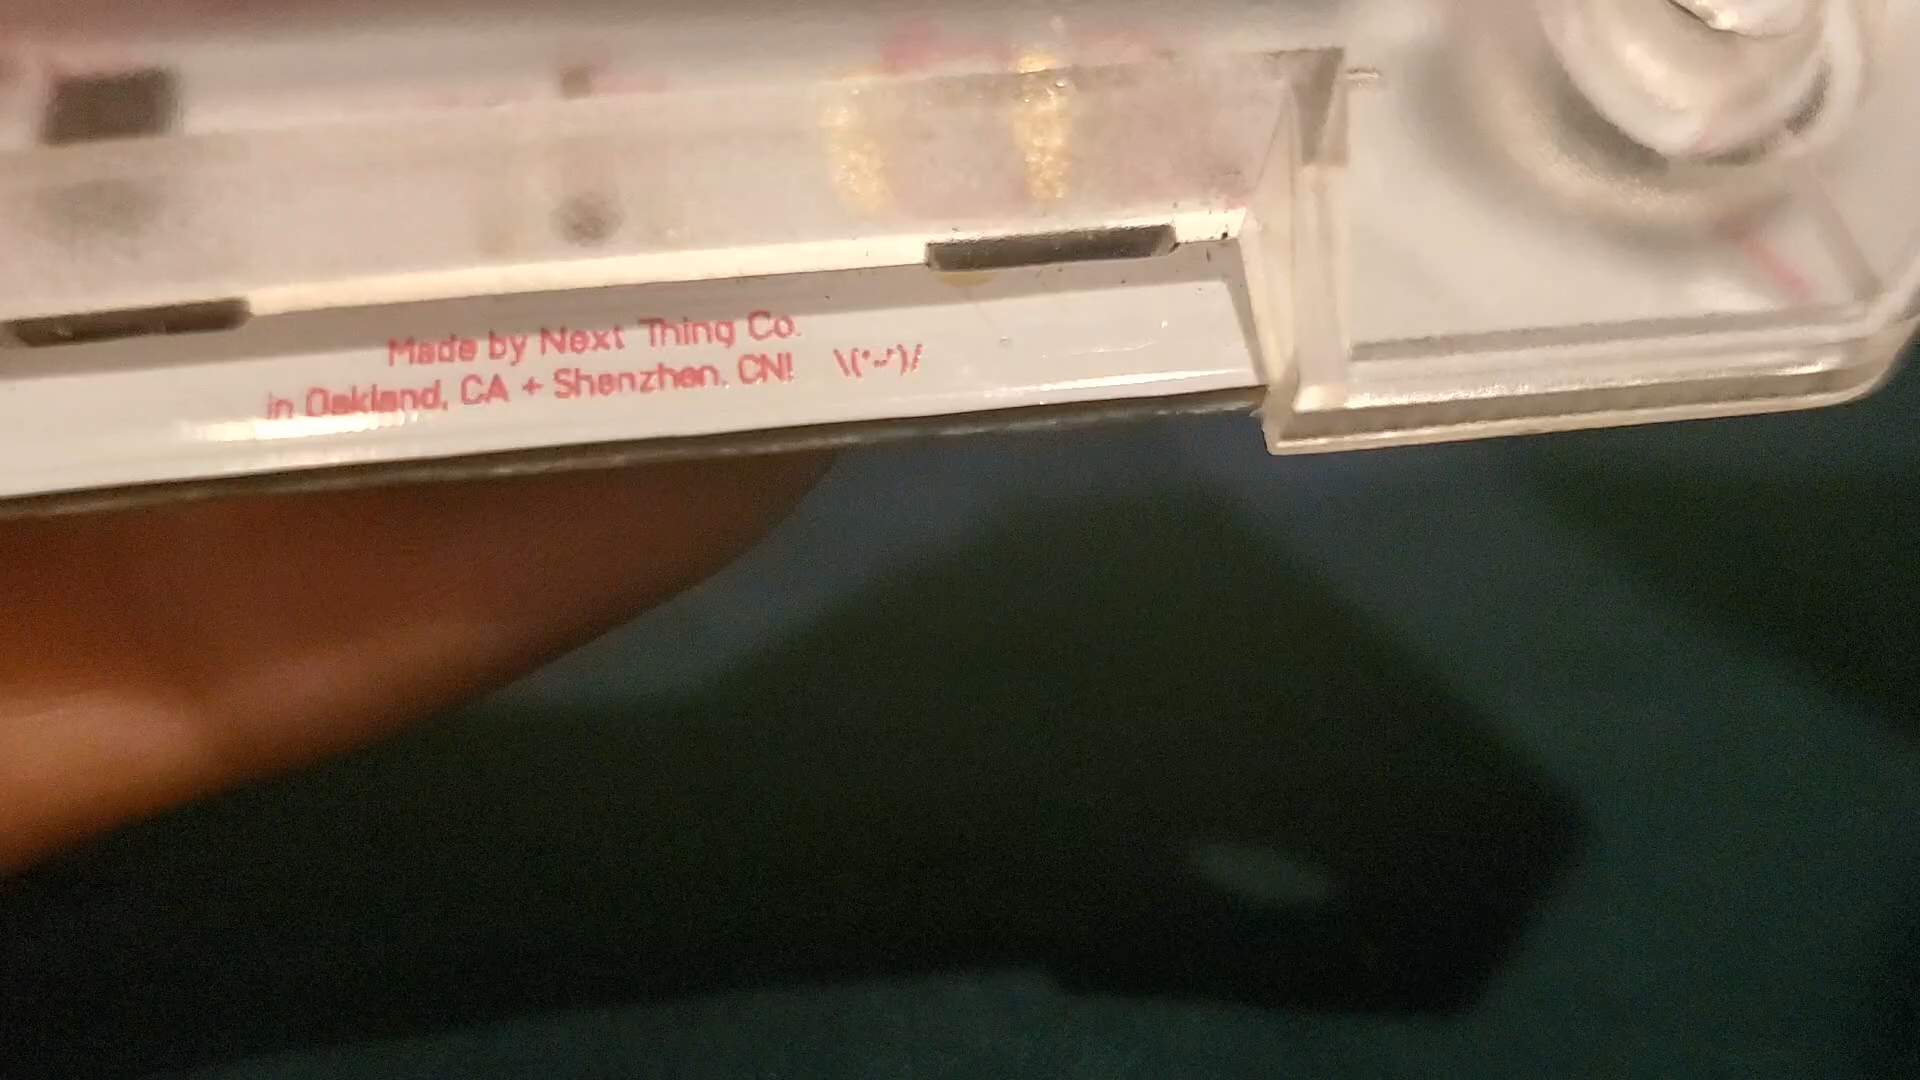 Made by Next Thing Co.
in Oakland, CA + Shenzhen, CN! \(•⌣•)/